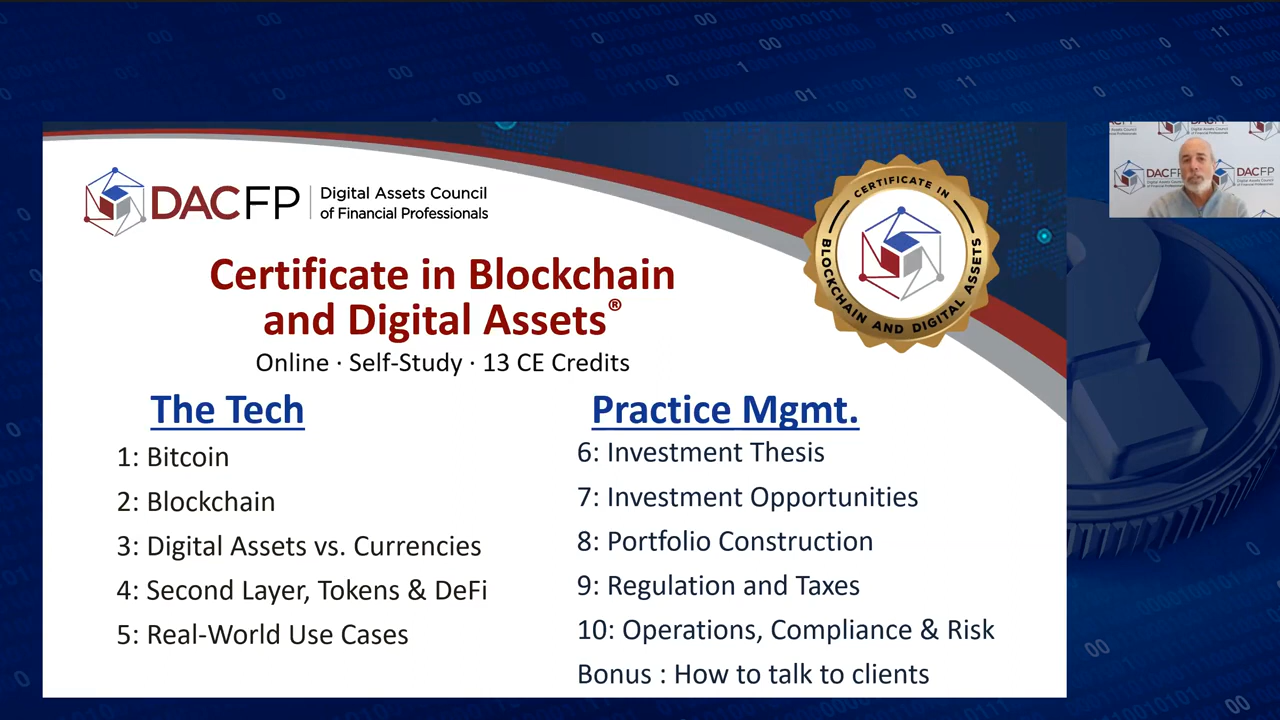 DACFP
Digital Assets Council
of Financial Professionals
CERTIFICATE IN
BLOCKCHAIN AND DIGITAL ASSETS
Certificate in Blockchain
and Digital Assets®
Online · Self-Study · 13 CE Credits
The Tech
1: Bitcoin
2: Blockchain
3: Digital Assets vs. Currencies
4: Second Layer, Tokens & DeFi
5: Real-World Use Cases
Practice Mgmt.
6: Investment Thesis
7: Investment Opportunities
8: Portfolio Construction
9: Regulation and Taxes
10: Operations, Compliance & Risk
Bonus : How to talk to clients
DACFP
DACFP